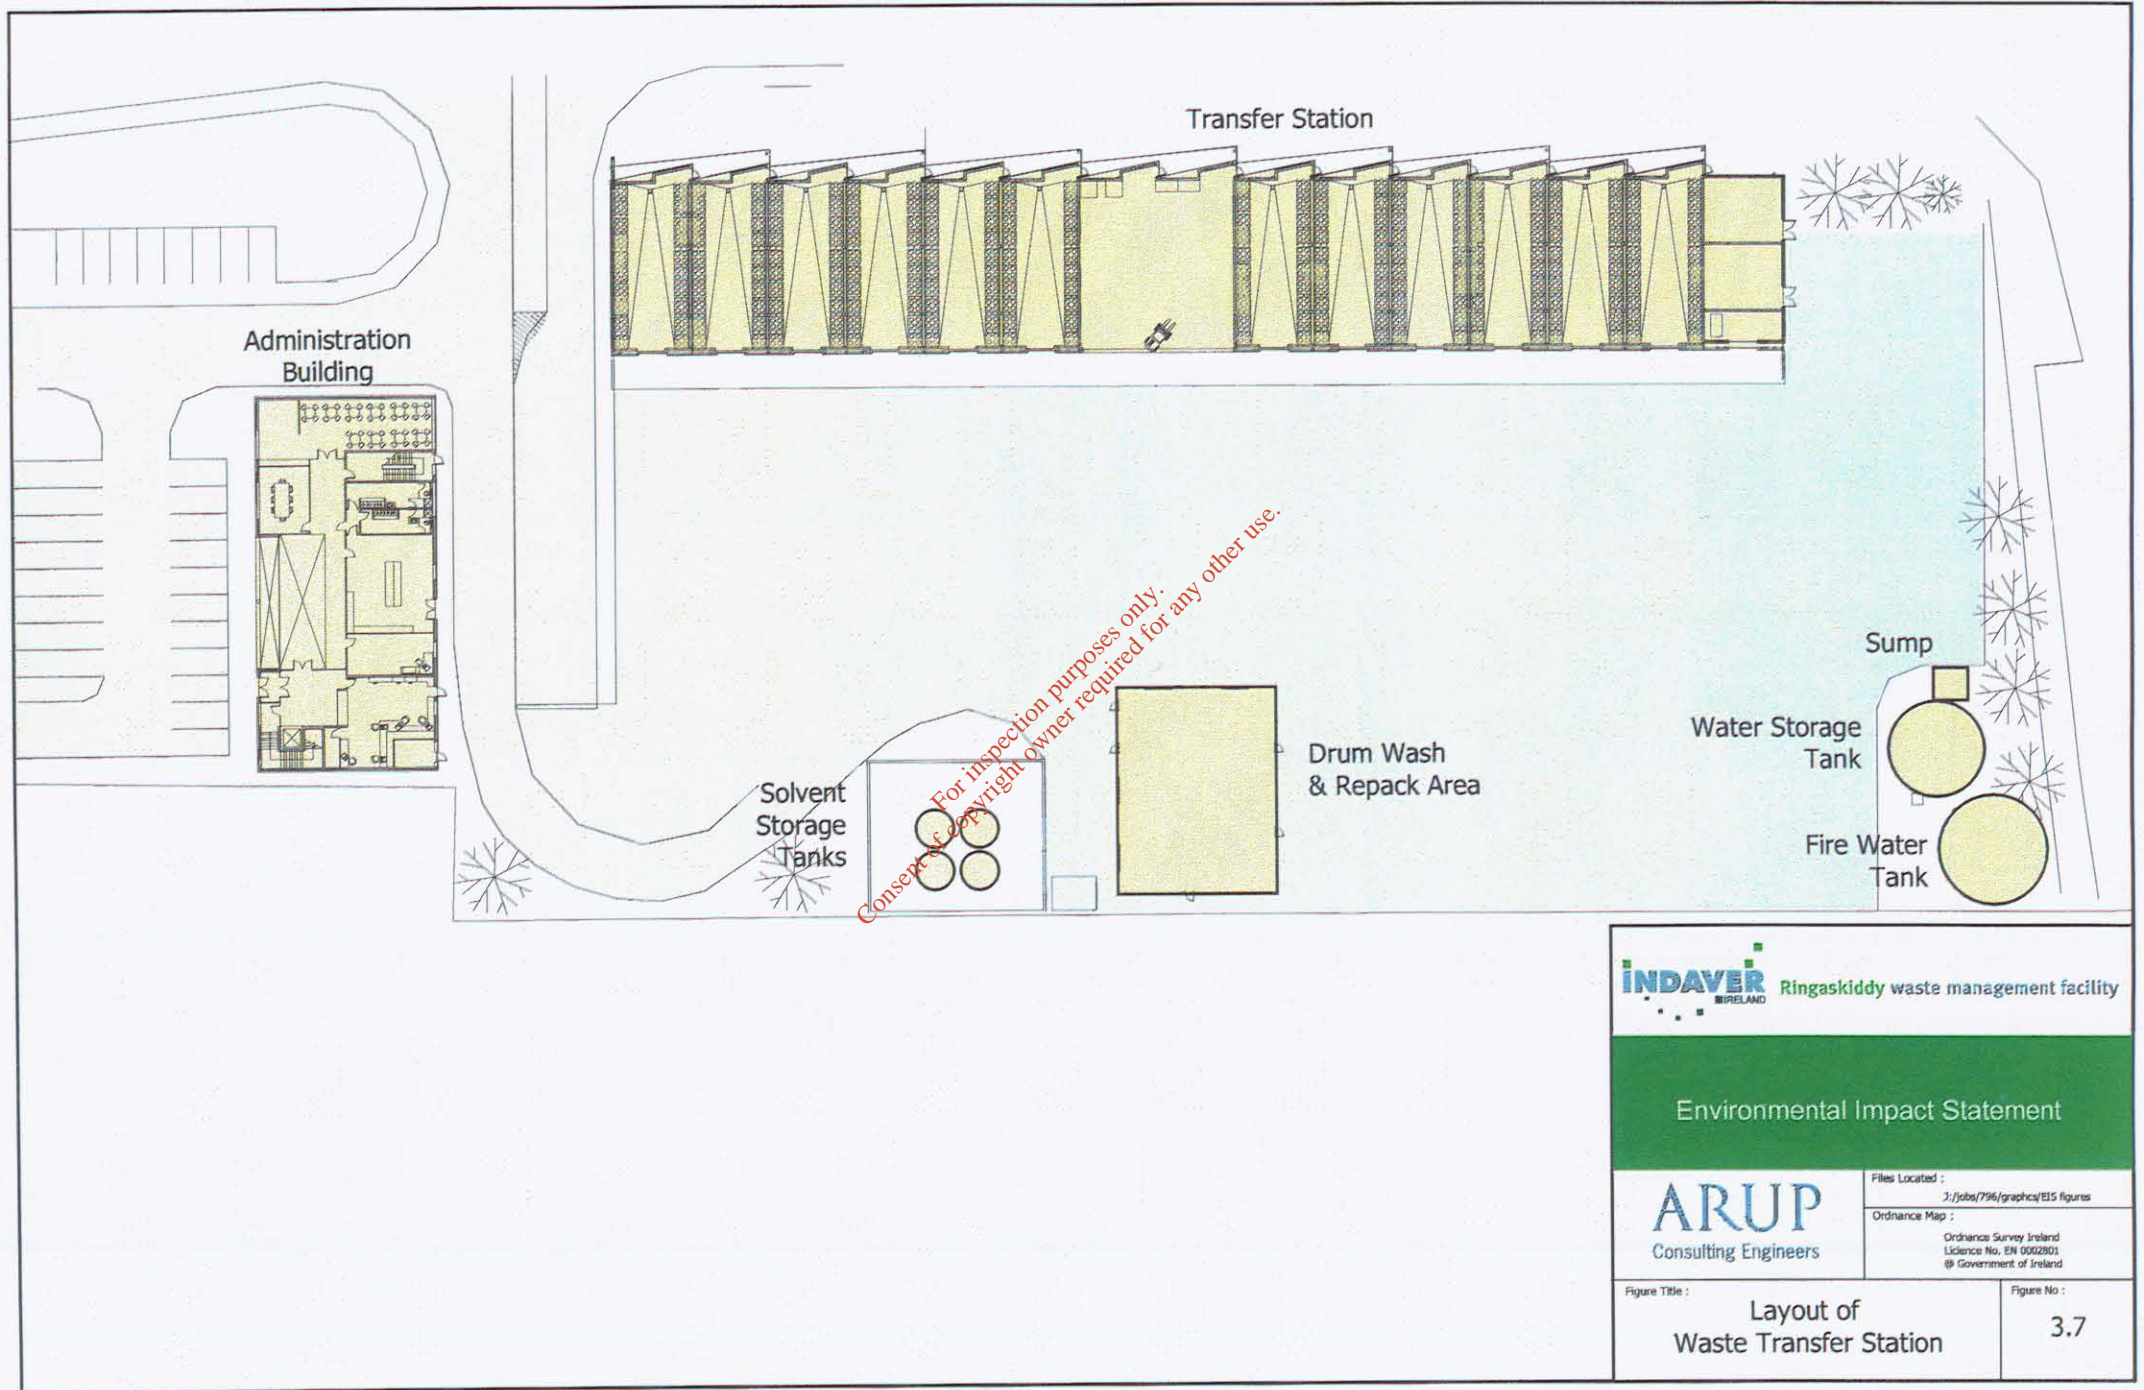 Transfer Station
Administration
Building
For inspection purposes only.
Consent of copyright owner required for any other use.
Sump
Water Storage
Tank
Drum Wash
& Repack Area
Solvent
Storage
Tanks
Fire Water
Tank
INDAVER
IRELAND
Ringaskiddy waste management facility
Environmental Impact Statement
ARUP
Consulting Engineers
Files Located :
J:/jobs/796/graphcs/EIS figures
Ordnance Map :
Ordnance Survey Ireland
Licience No. EN 0002801
@ Government of Ireland
Figure Title :
Layout of
Waste Transfer Station
Figure No :
3.7